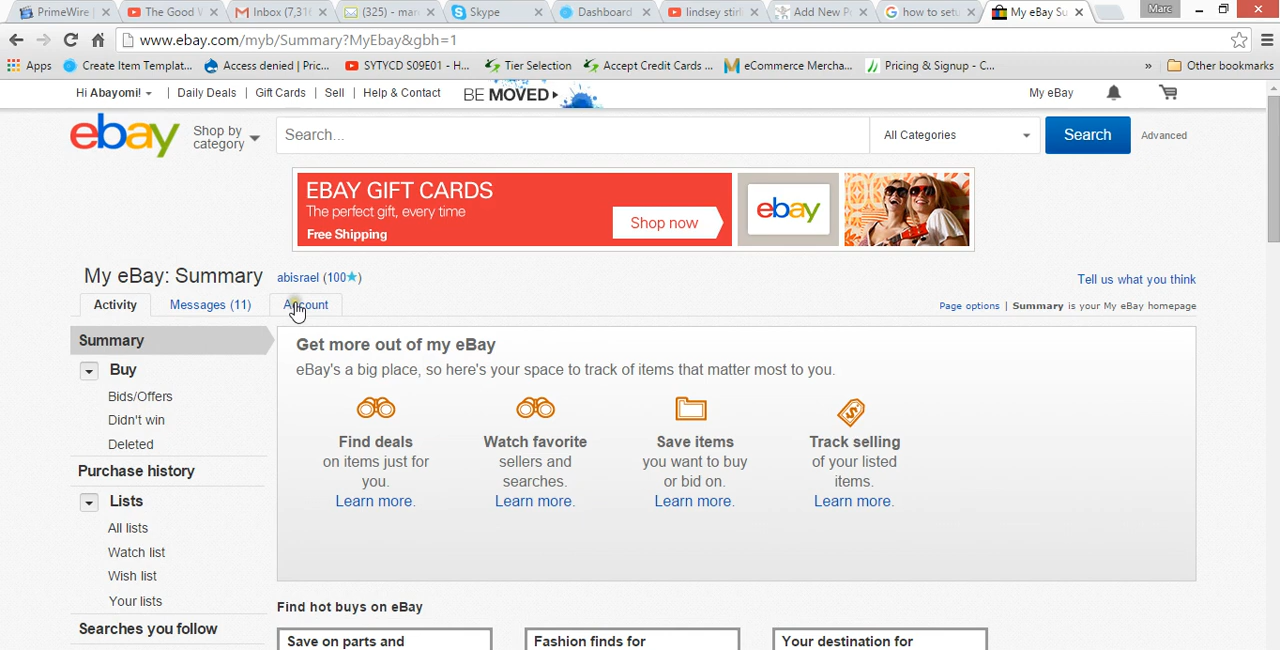 PrimeWire The Good W Inbox (7,31 (325) - mar Skype Dashboard lindsey stirl Add New P how to setu My eBay Su Marc
www.ebay.com/myb/Summary?MyEbay&gbh=1
Apps Create Item Templat... Access denied | Pric... SYTYCD S09E01 - H... Tier Selection Accept Credit Cards ... eCommerce Mercha... Pricing & Signup - C... » Other bookmarks
Hi Abayomi! | Daily Deals | Gift Cards | Sell | Help & Contact BE MOVED My eBay
ebay Shop by category Search... All Categories Search Advanced
EBAY GIFT CARDS
The perfect gift, every time
Free Shipping
Shop now
ebay
My eBay: Summary abisrael (100★) Tell us what you think
Activity Messages (11) Account Page options | Summary is your My eBay homepage
Summary
Buy
Bids/Offers
Didn't win
Deleted
Purchase history
Lists
All lists
Watch list
Wish list
Your lists
Searches you follow
Get more out of my eBay
eBay's a big place, so here's your space to track of items that matter most to you.
Find deals
on items just for
you.
Learn more.
Watch favorite
sellers and
searches.
Learn more.
Save items
you want to buy
or bid on.
Learn more.
Track selling
of your listed
items.
Learn more.
Find hot buys on eBay
Save on parts and
Fashion finds for
Your destination for